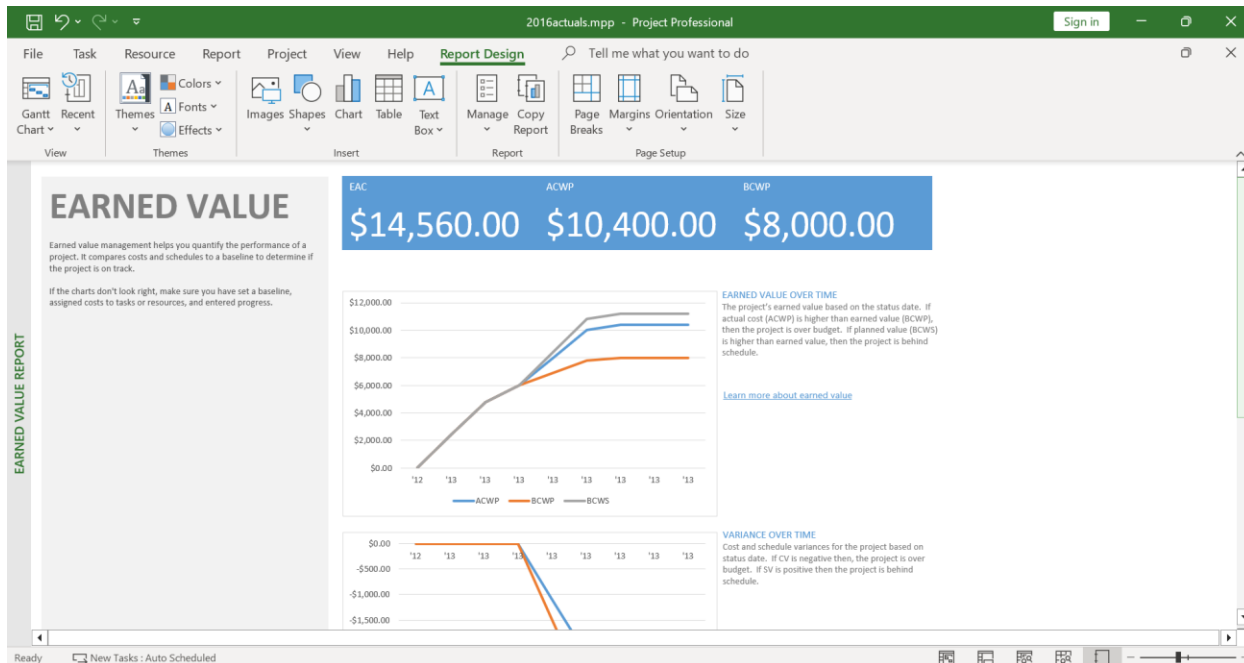 2016actuals.mpp - Project Professional
Sign in
File Task Resource Report Project View Help Report Design Tell me what you want to do
Gantt Chart
Recent
Themes
Colors
Fonts
Effects
Images
Shapes
Chart
Table
Text Box
Manage
Copy Report
Page Breaks
Margins
Orientation
Size
View Themes Insert Report Page Setup
EARNED VALUE REPORT
EARNED VALUE
Earned value management helps you quantify the performance of a
project. It compares costs and schedules to a baseline to determine if
the project is on track.
If the charts don't look right, make sure you have set a baseline,
assigned costs to tasks or resources, and entered progress.
EAC ACWP BCWP
$14,560.00 $10,400.00 $8,000.00
$12,000.00
$10,000.00
$8,000.00
$6,000.00
$4,000.00
$2,000.00
$0.00
'12 '13 '13 '13 '13 '13 '13 '13 '13
ACWP BCWP BCWS
EARNED VALUE OVER TIME
The project's earned value based on the status date. If
actual cost (ACWP) is higher than earned value (BCWP),
then the project is over budget. If planned value (BCWS)
is higher than earned value, then the project is behind
schedule.
Learn more about earned value
$0.00
'12 '13 '13 '13 '13 '13 '13 '13 '13
-$500.00
-$1,000.00
-$1,500.00
VARIANCE OVER TIME
Cost and schedule variances for the project based on
status date. If CV is negative then, the project is over
budget. If SV is positive then the project is behind
schedule.
Ready New Tasks : Auto Scheduled